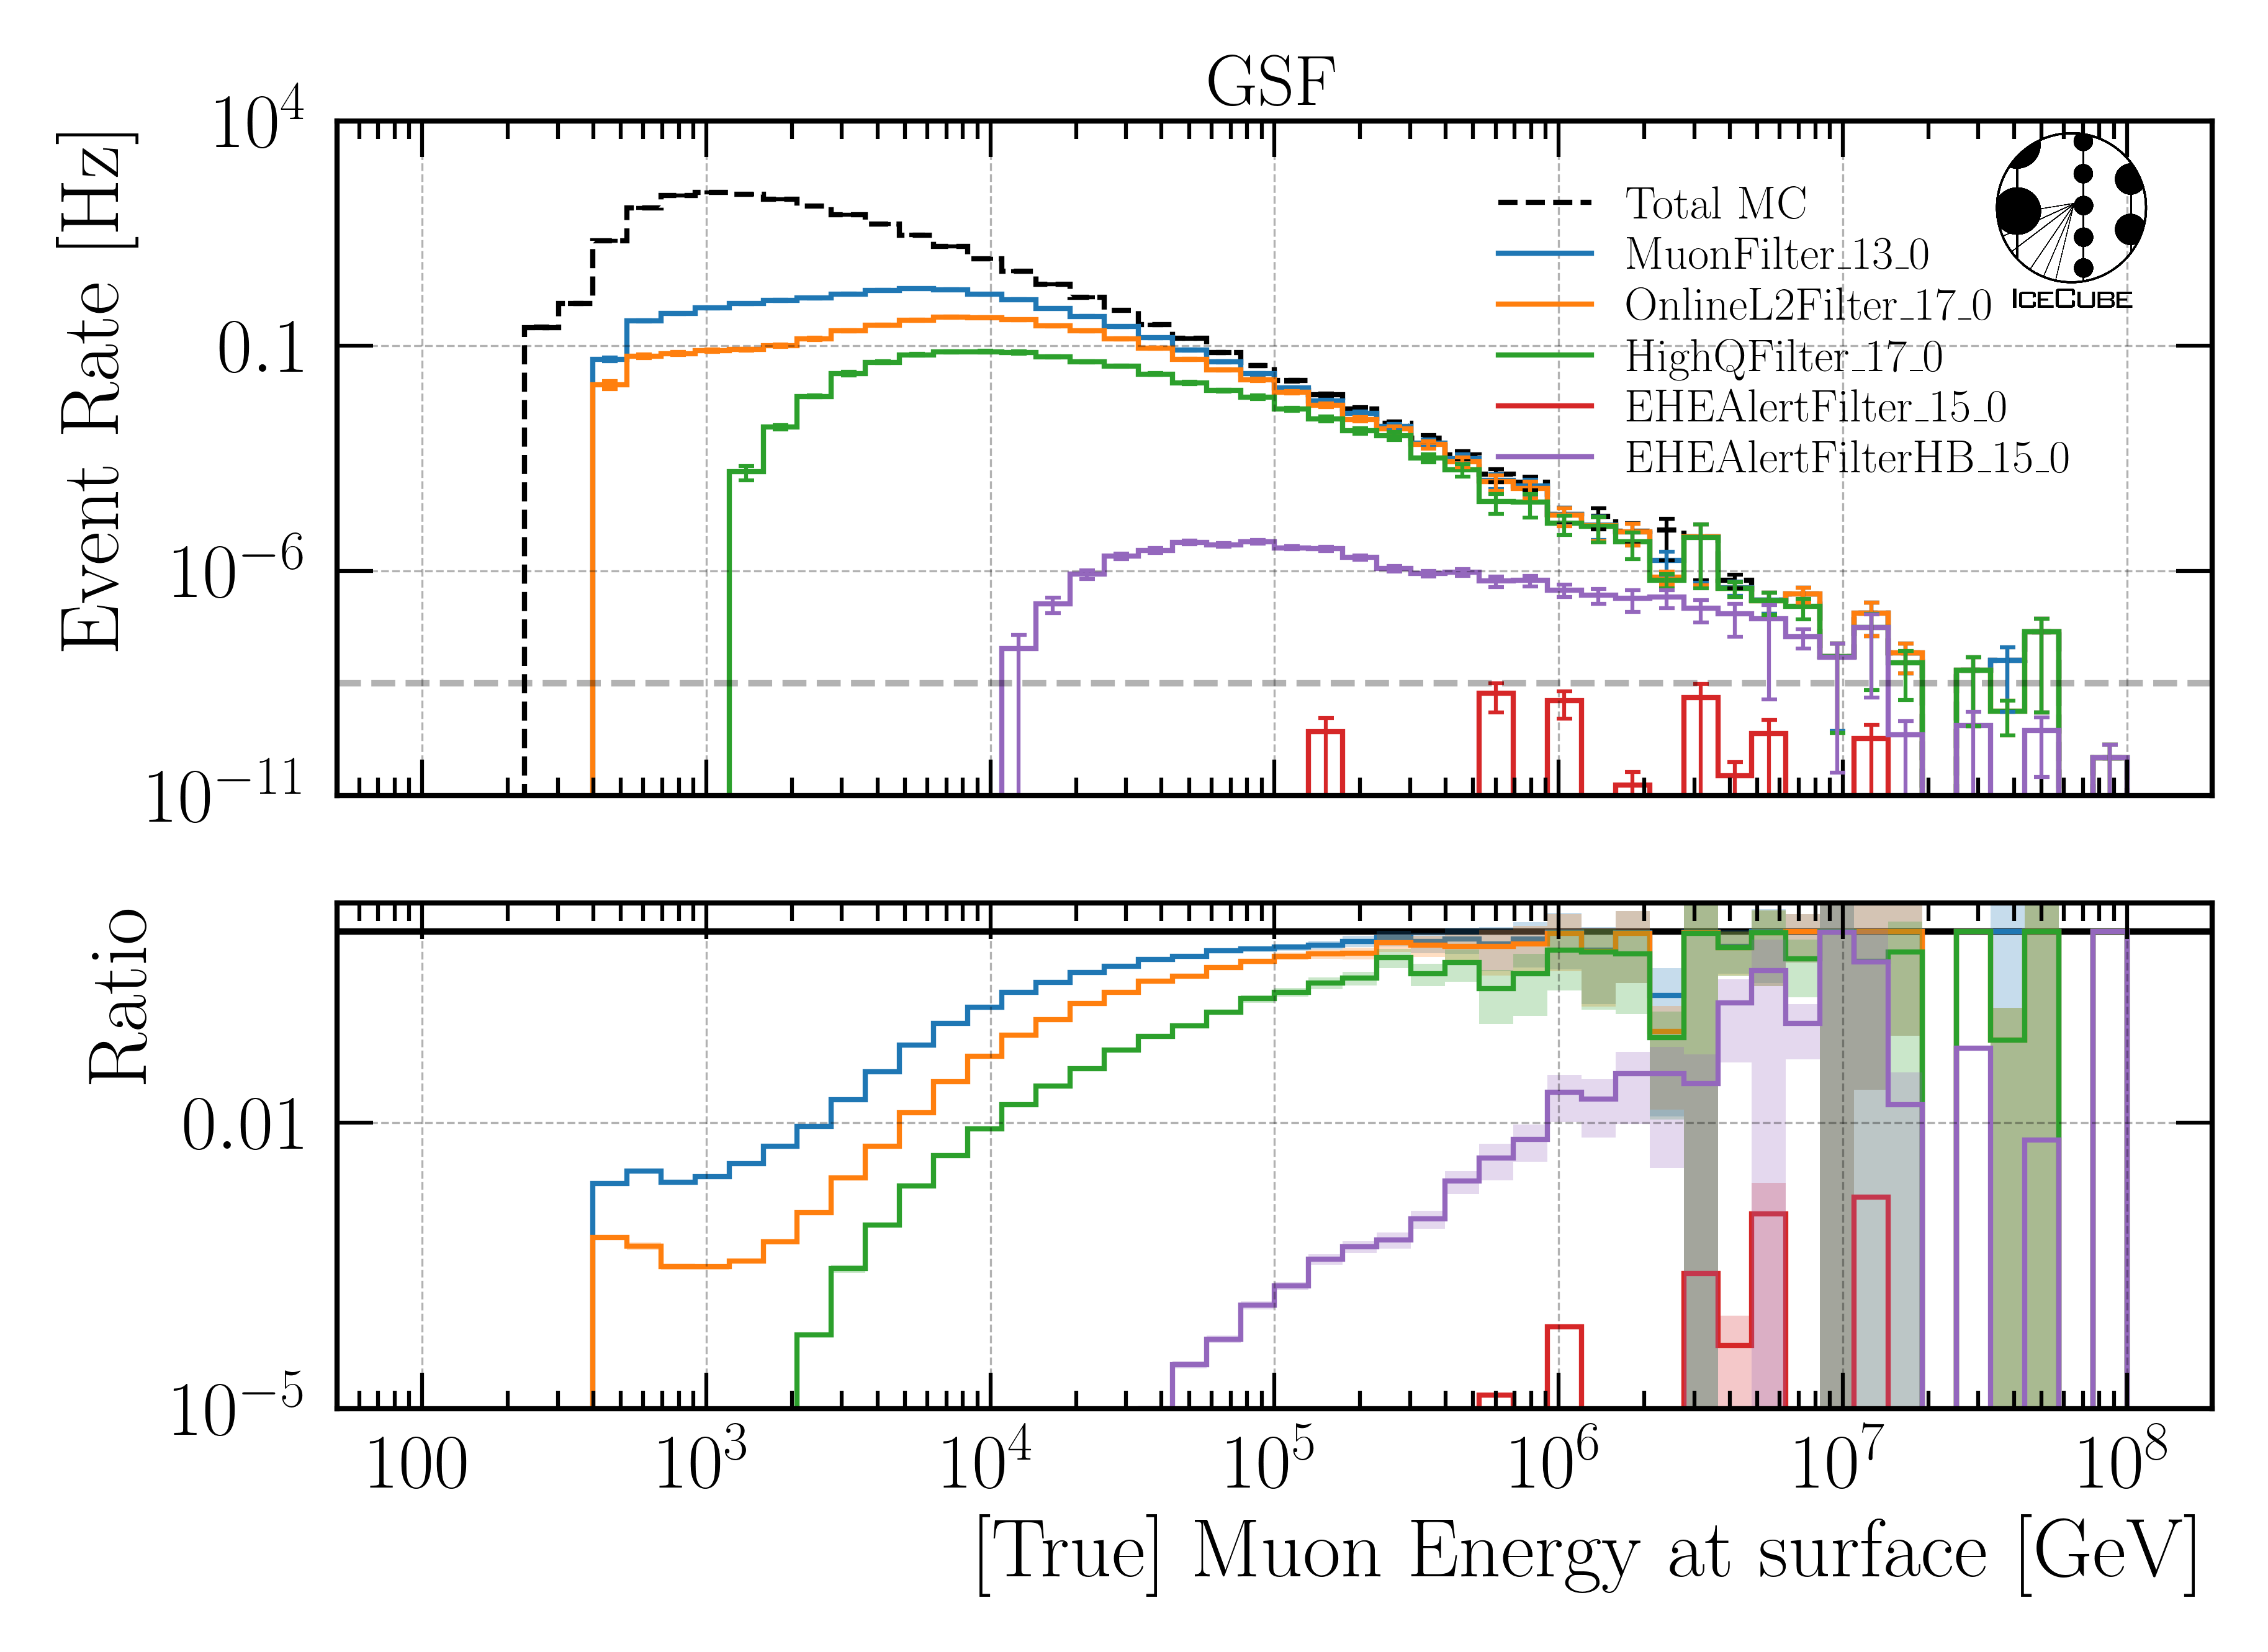 GSF
10^4
0.1
10^−6
10^−11
Event Rate [Hz]
Total MC
MuonFilter_13_0
OnlineL2Filter_17_0
HighQFilter_17_0
EHEAlertFilter_15_0
EHEAlertFilterHB_15_0
IceCube
Ratio
0.01
10^−5
100 10^3 10^4 10^5 10^6 10^7 10^8
[True] Muon Energy at surface [GeV]